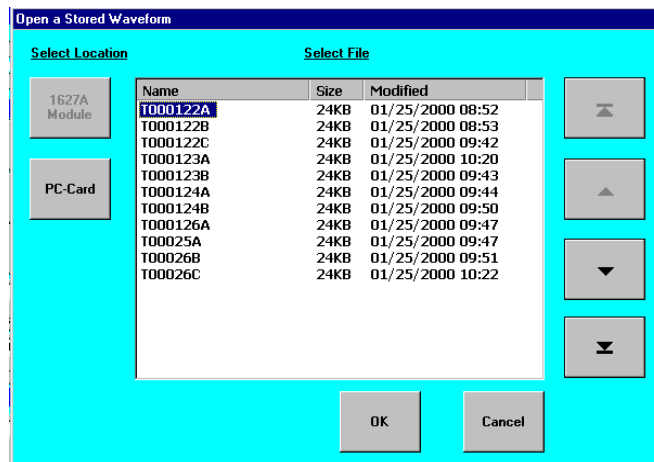 Open a Stored Waveform
Select Location
Select File
1627A
Module
PC-Card
Name Size Modified
T000122A 24KB 01/25/2000 08:52
T000122B 24KB 01/25/2000 08:53
T000122C 24KB 01/25/2000 09:42
T000123A 24KB 01/25/2000 10:20
T000123B 24KB 01/25/2000 09:43
T000124A 24KB 01/25/2000 09:44
T000124B 24KB 01/25/2000 09:50
T000126A 24KB 01/25/2000 09:47
T00025A 24KB 01/25/2000 09:47
T00026B 24KB 01/25/2000 09:51
T00026C 24KB 01/25/2000 10:22
OK
Cancel